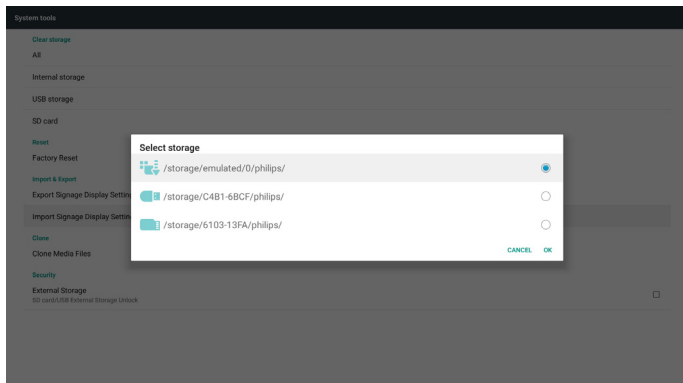 System tools
Clear storage
All
Internal storage
USB storage
SD card
Reset
Factory Reset
Import & Export
Export Signage Display Settin
Import Signage Display Settin
Clone
Clone Media Files
Security
External Storage
SD card/USB External Storage Unlock
Select storage
/storage/emulated/0/philips/
/storage/C4B1-6BCF/philips/
/storage/6103-13FA/philips/
CANCEL OK